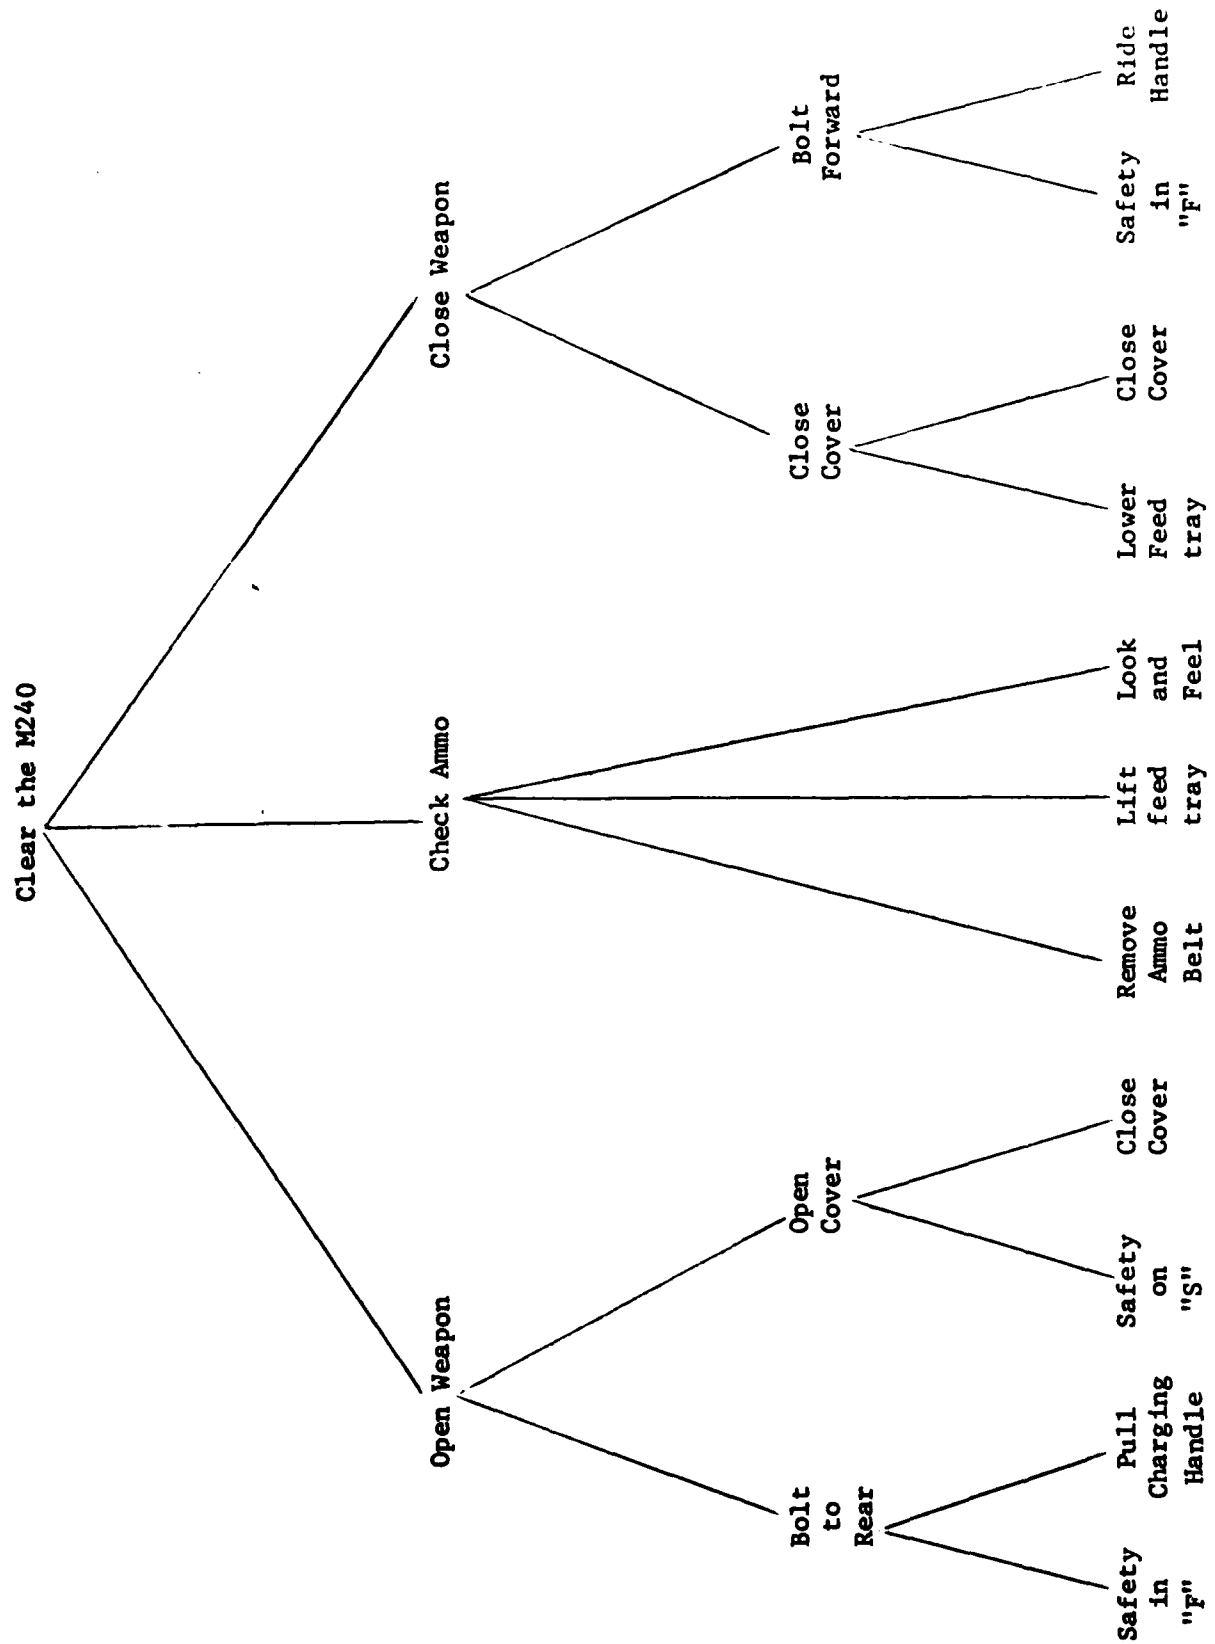 Clear the M240
Open Weapon
Check Ammo
Close Weapon
Bolt
to
Rear
Open
Cover
Close
Cover
Bolt
Forward
Safety
in
"F"
Pull
Charging
Handle
Safety
on
"S"
Close
Cover
Remove
Ammo
Belt
Lift
feed
tray
Look
and
Feel
Lower
Feed
tray
Close
Cover
Safety
in
"F"
Ride
Handle